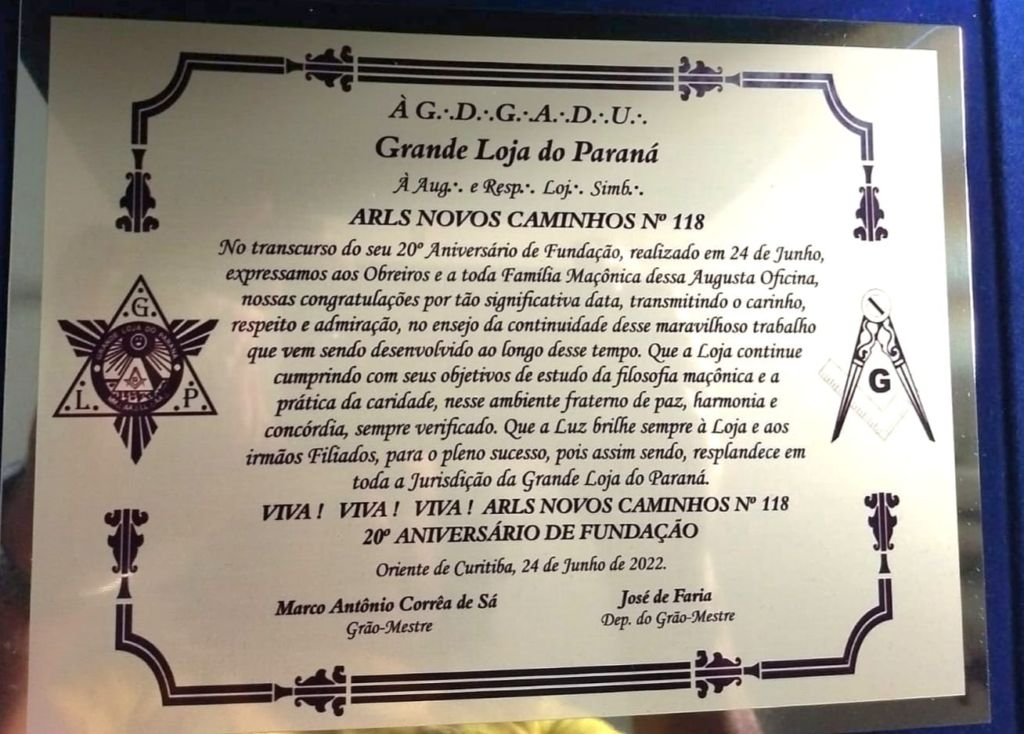 À G∴D∴G∴A∴D∴U∴
Grande Loja do Paraná
À Aug∴ e Resp∴ Loj∴ Simb∴
ARLS NOVOS CAMINHOS Nº 118
No transcurso do seu 20º Aniversário de Fundação, realizado em 24 de Junho,
expressamos aos Obreiros e a toda Família Maçônica dessa Augusta Oficina,
nossas congratulações por tão significativa data, transmitindo o carinho,
respeito e admiração, no ensejo da continuidade desse maravilhoso trabalho
que vem sendo desenvolvido ao longo desse tempo. Que a Loja continue
cumprindo com seus objetivos de estudo da filosofia maçônica e a
prática da caridade, nesse ambiente fraterno de paz, harmonia e
concórdia, sempre verificado. Que a Luz brilhe sempre à Loja e aos
irmãos Filiados, para o pleno sucesso, pois assim sendo, resplandece em
toda a Jurisdição da Grande Loja do Paraná.
VIVA ! VIVA ! VIVA ! ARLS NOVOS CAMINHOS Nº 118
20º ANIVERSÁRIO DE FUNDAÇÃO
Oriente de Curitiba, 24 de Junho de 2022.
Marco Antônio Corrêa de Sá
Grão-Mestre
José de Faria
Dep. do Grão-Mestre
.G.
GRANDE LOJA DO PARANÁ
L. .P
G